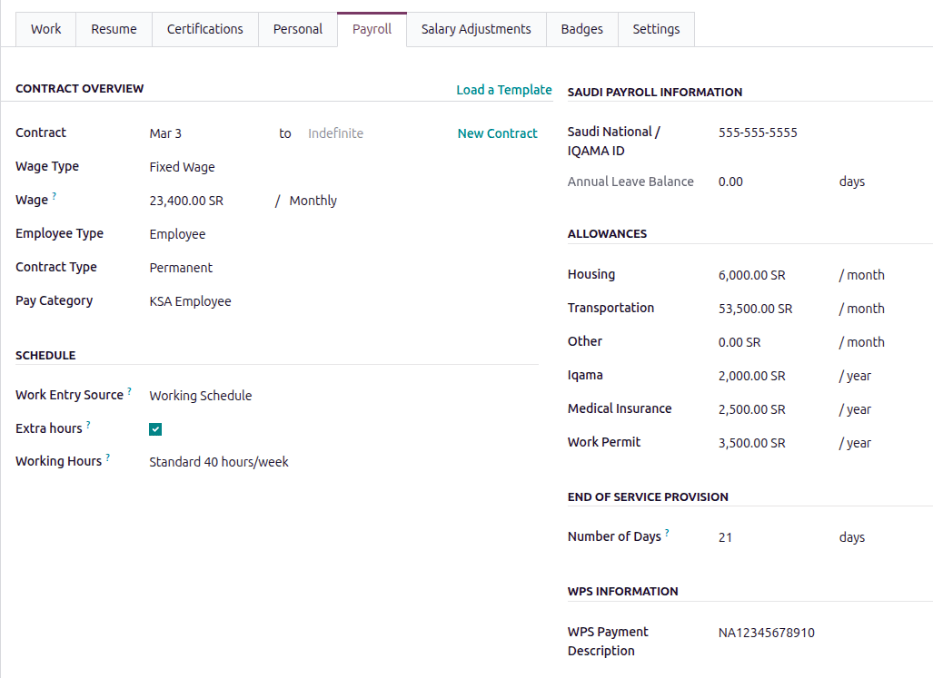 Work Resume Certifications Personal Payroll Salary Adjustments Badges Settings
CONTRACT OVERVIEW Load a Template
Contract Mar 3 to Indefinite New Contract
Wage Type Fixed Wage
Wage ? 23,400.00 SR / Monthly
Employee Type Employee
Contract Type Permanent
Pay Category KSA Employee
SCHEDULE
Work Entry Source ? Working Schedule
Extra hours ?
Working Hours ? Standard 40 hours/week
SAUDI PAYROLL INFORMATION
Saudi National / 555-555-5555
IQAMA ID
Annual Leave Balance 0.00 days
ALLOWANCES
Housing 6,000.00 SR / month
Transportation 53,500.00 SR / month
Other 0.00 SR / month
Iqama 2,000.00 SR / year
Medical Insurance 2,500.00 SR / year
Work Permit 3,500.00 SR / year
END OF SERVICE PROVISION
Number of Days ? 21 days
WPS INFORMATION
WPS Payment NA12345678910
Description